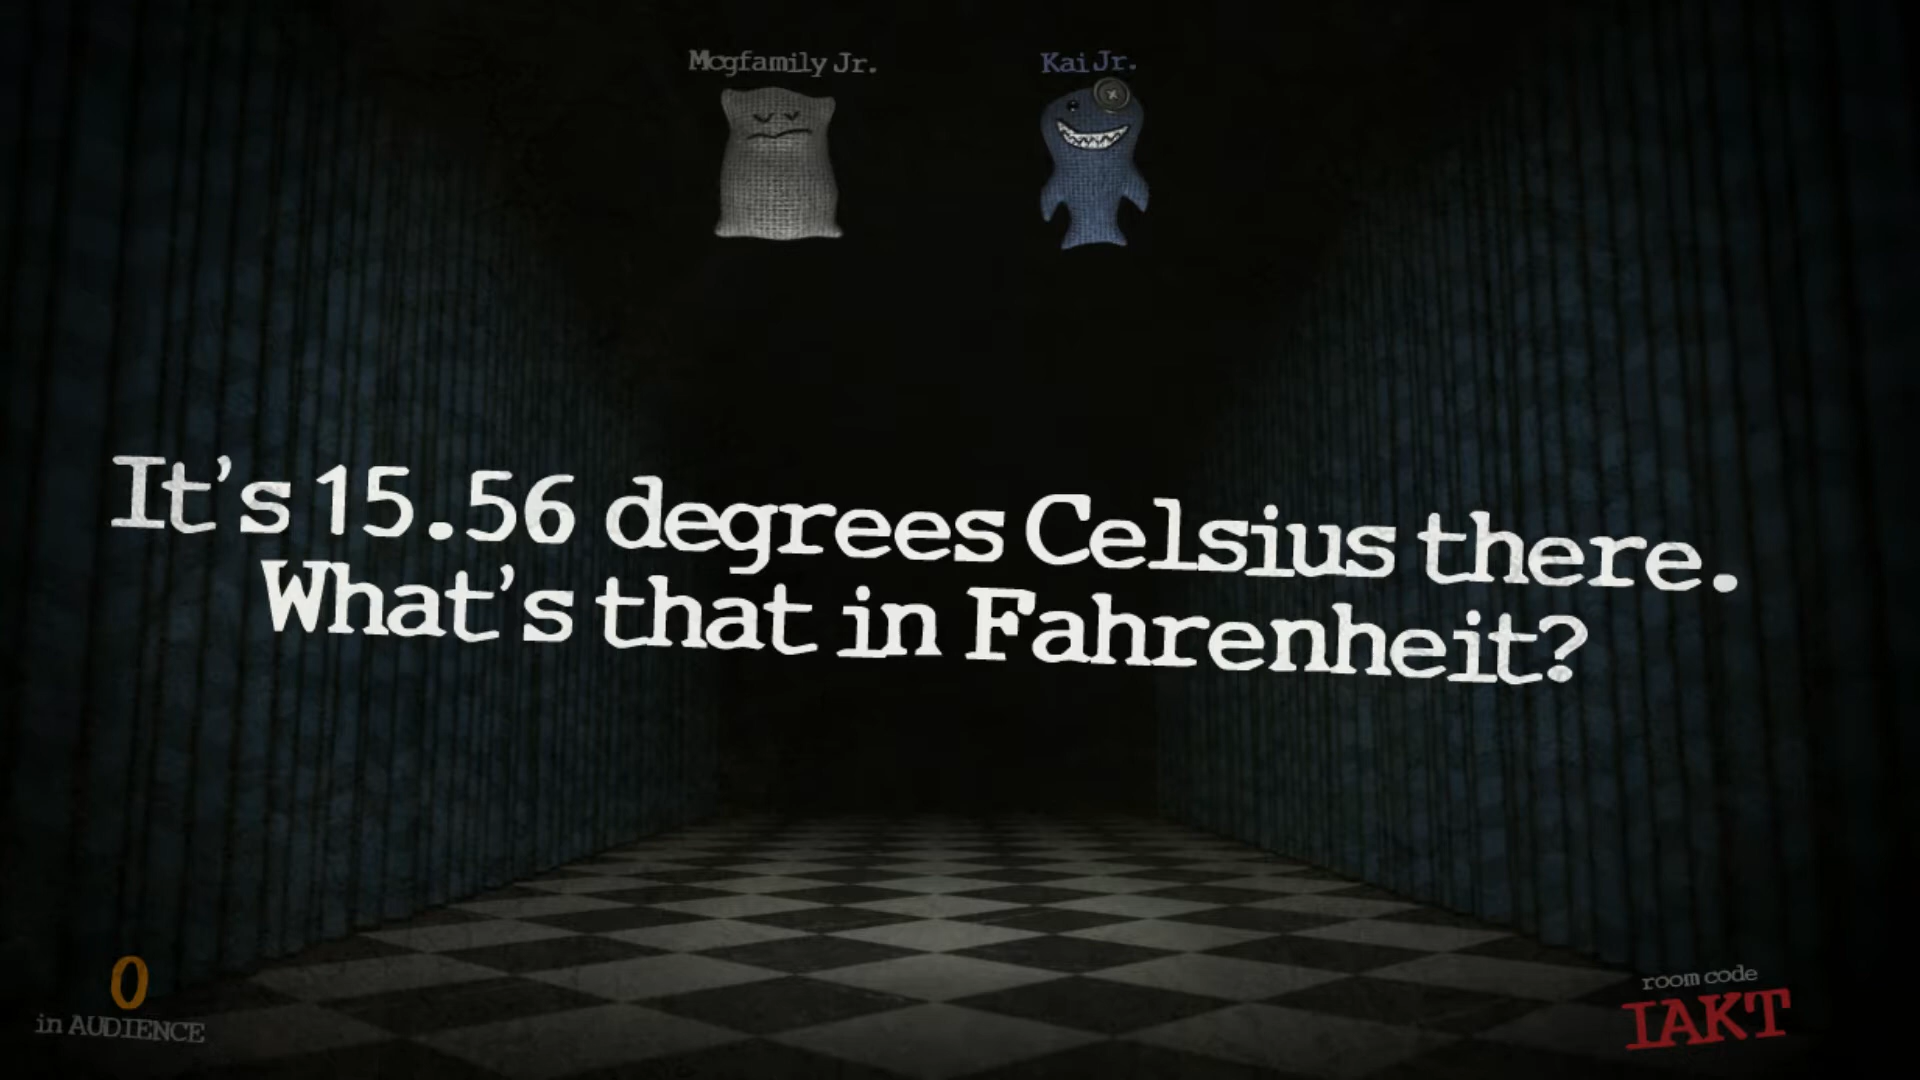 Mcgfamily Jr.
Kai Jr.
It's 15.56 degrees Celsius there.
What's that in Fahrenheit?
0
in AUDIENCE
room code
IAKT